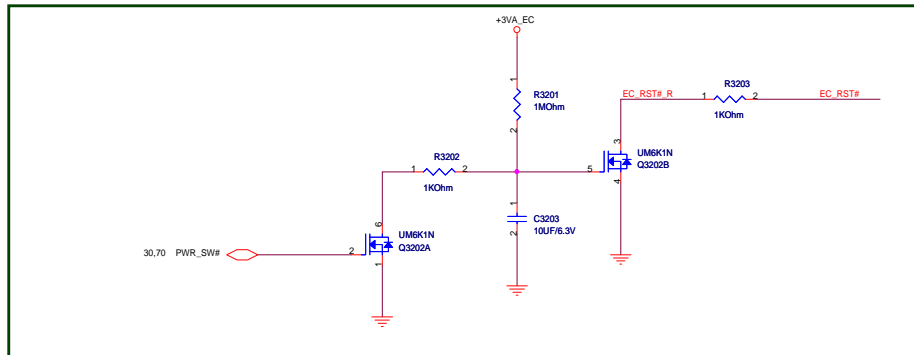 +3VA_EC
1
R3201
1MOhm
2
EC_RST#_R
1
R3203
2
1KOhm
EC_RST#
3
UM6K1N
Q3202B
5
4
1
R3202
2
1KOhm
1
C3203
10UF/6.3V
2
6
UM6K1N
Q3202A
30,70 PWR_SW#
2
1